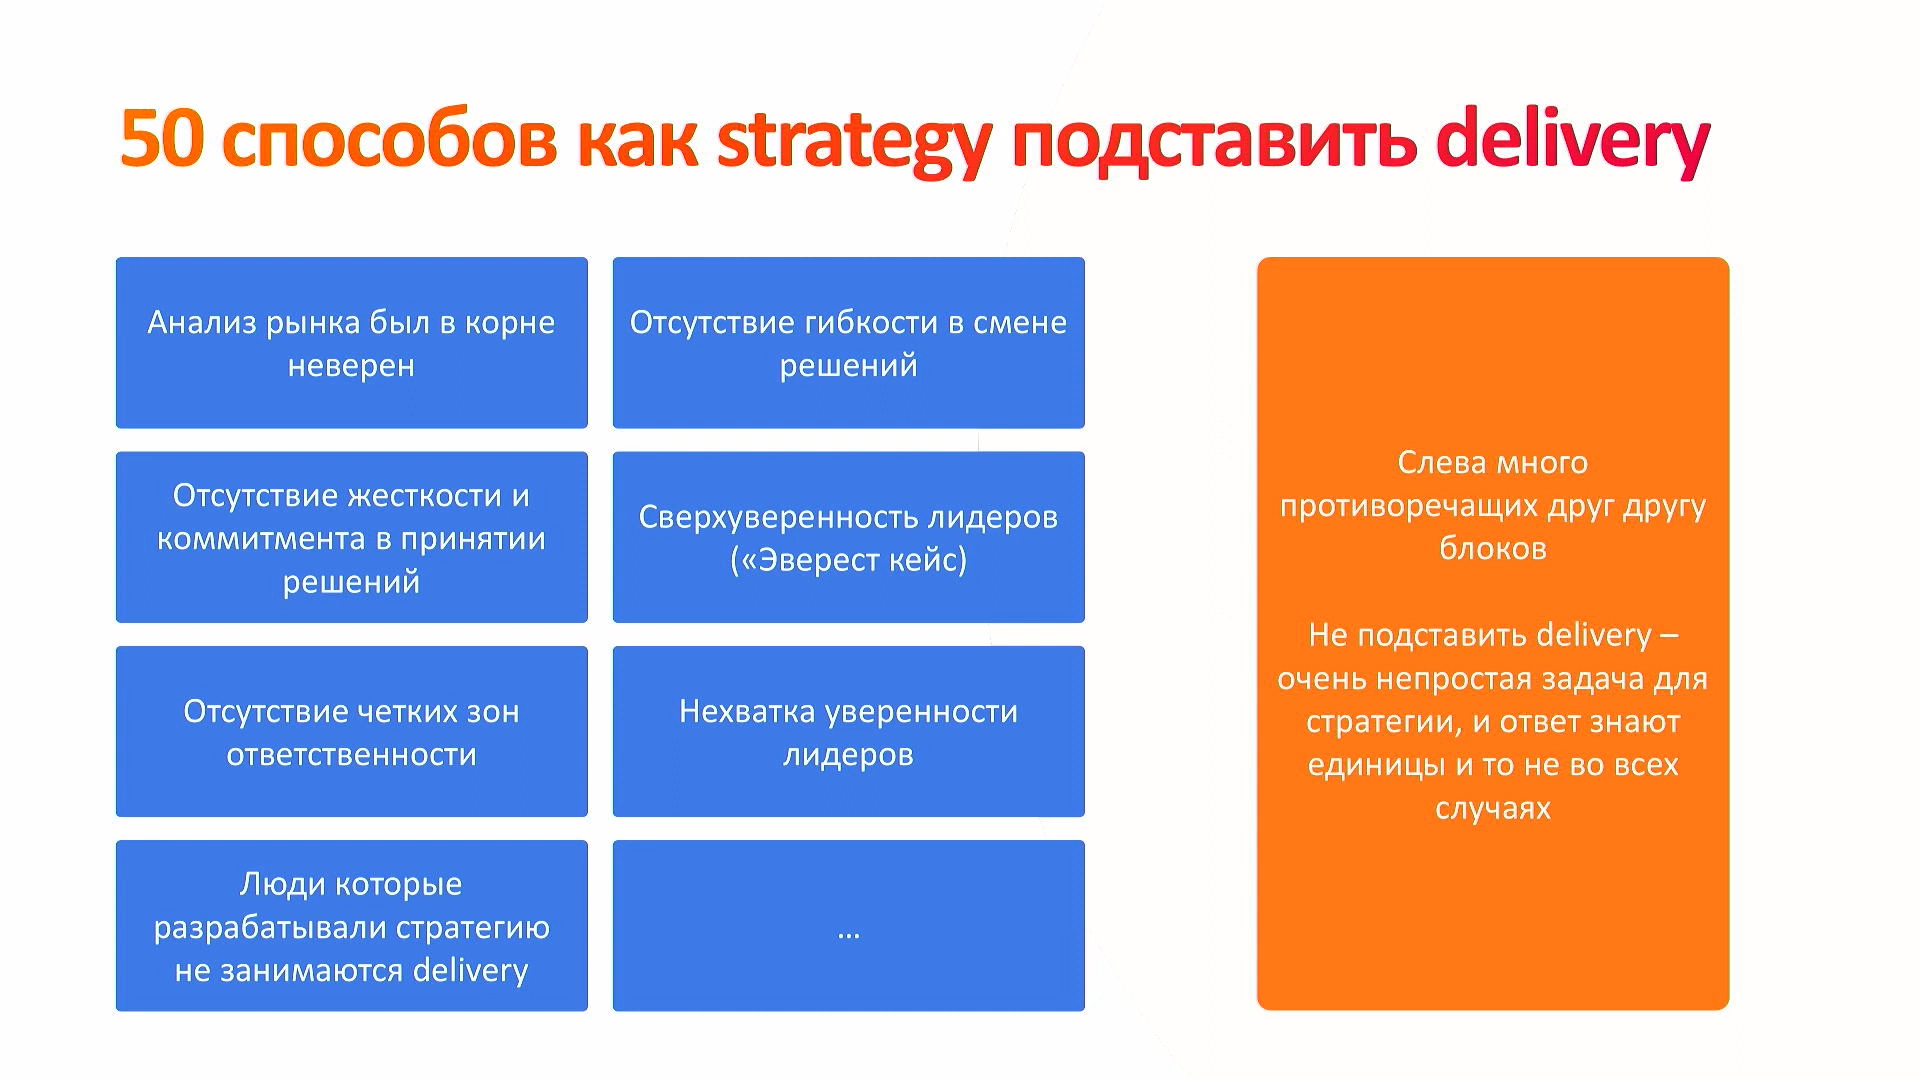 50 способов как strategy подставить delivery
Анализ рынка был в корне
неверен
Отсутствие гибкости в смене
решений
Отсутствие жесткости и
коммитмента в принятии
решений
Сверхуверенность лидеров
(«Эверест кейс)
Отсутствие четких зон
ответственности
Нехватка уверенности
лидеров
Люди которые
разрабатывали стратегию
не занимаются delivery
...
Слева много
противоречащих друг другу
блоков
Не подставить delivery –
очень непростая задача для
стратегии, и ответ знают
единицы и то не во всех
случаях